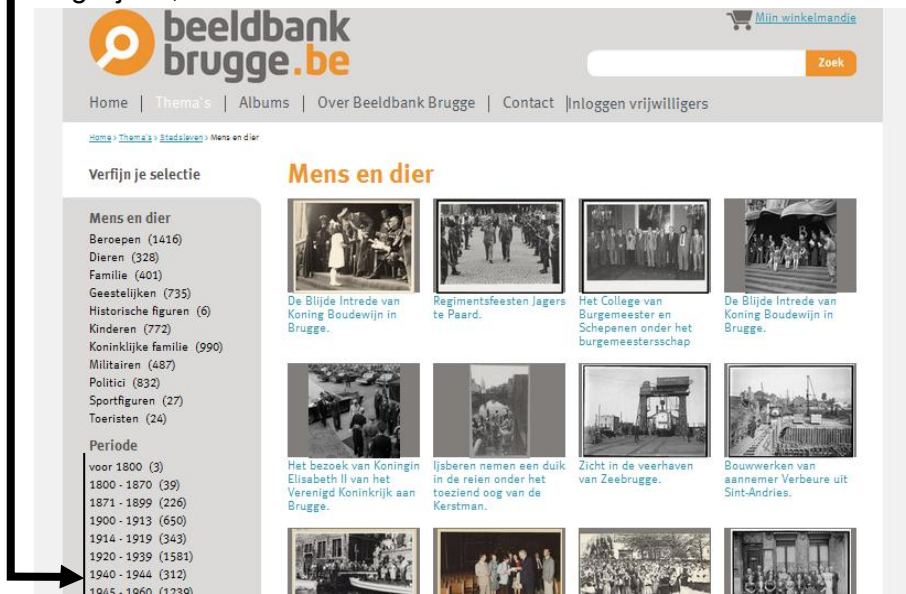 beeldbank
brugge.be
Mijn winkelmandje
Zoek
Home | Thema's | Albums | Over Beeldbank Brugge | Contact |Inloggen vrijwilligers
Home > Thema's > Stadsleven > Mens en dier
Verfijn je selectie
Mens en dier
Beroepen (1416)
Dieren (328)
Familie (401)
Geestelijken (735)
Historische figuren (6)
Kinderen (772)
Koninklijke familie (990)
Militairen (487)
Politici (832)
Sportfiguren (27)
Toeristen (24)
Periode
voor 1800 (3)
1800 - 1870 (39)
1871 - 1899 (226)
1900 - 1913 (650)
1914 - 1919 (343)
1920 - 1939 (1581)
1940 - 1944 (312)
1945 - 1960 (1239)
Mens en dier
De Blijde Intrede van
Koning Boudewijn in
Brugge.
Regimentsfeesten Jagers
te Paard.
Het College van
Burgemeester en
Schepenen onder het
burgemeestersschap
De Blijde Intrede van
Koning Boudewijn in
Brugge.
Het bezoek van Koningin
Elisabeth II van het
Verenigd Koninkrijk aan
Brugge.
Ijsberen nemen een duik
in de reien onder het
toeziend oog van de
Kerstman.
Zicht in de veerhaven
van Zeebrugge.
Bouwwerken van
aannemer Verbeure uit
Sint-Andries.